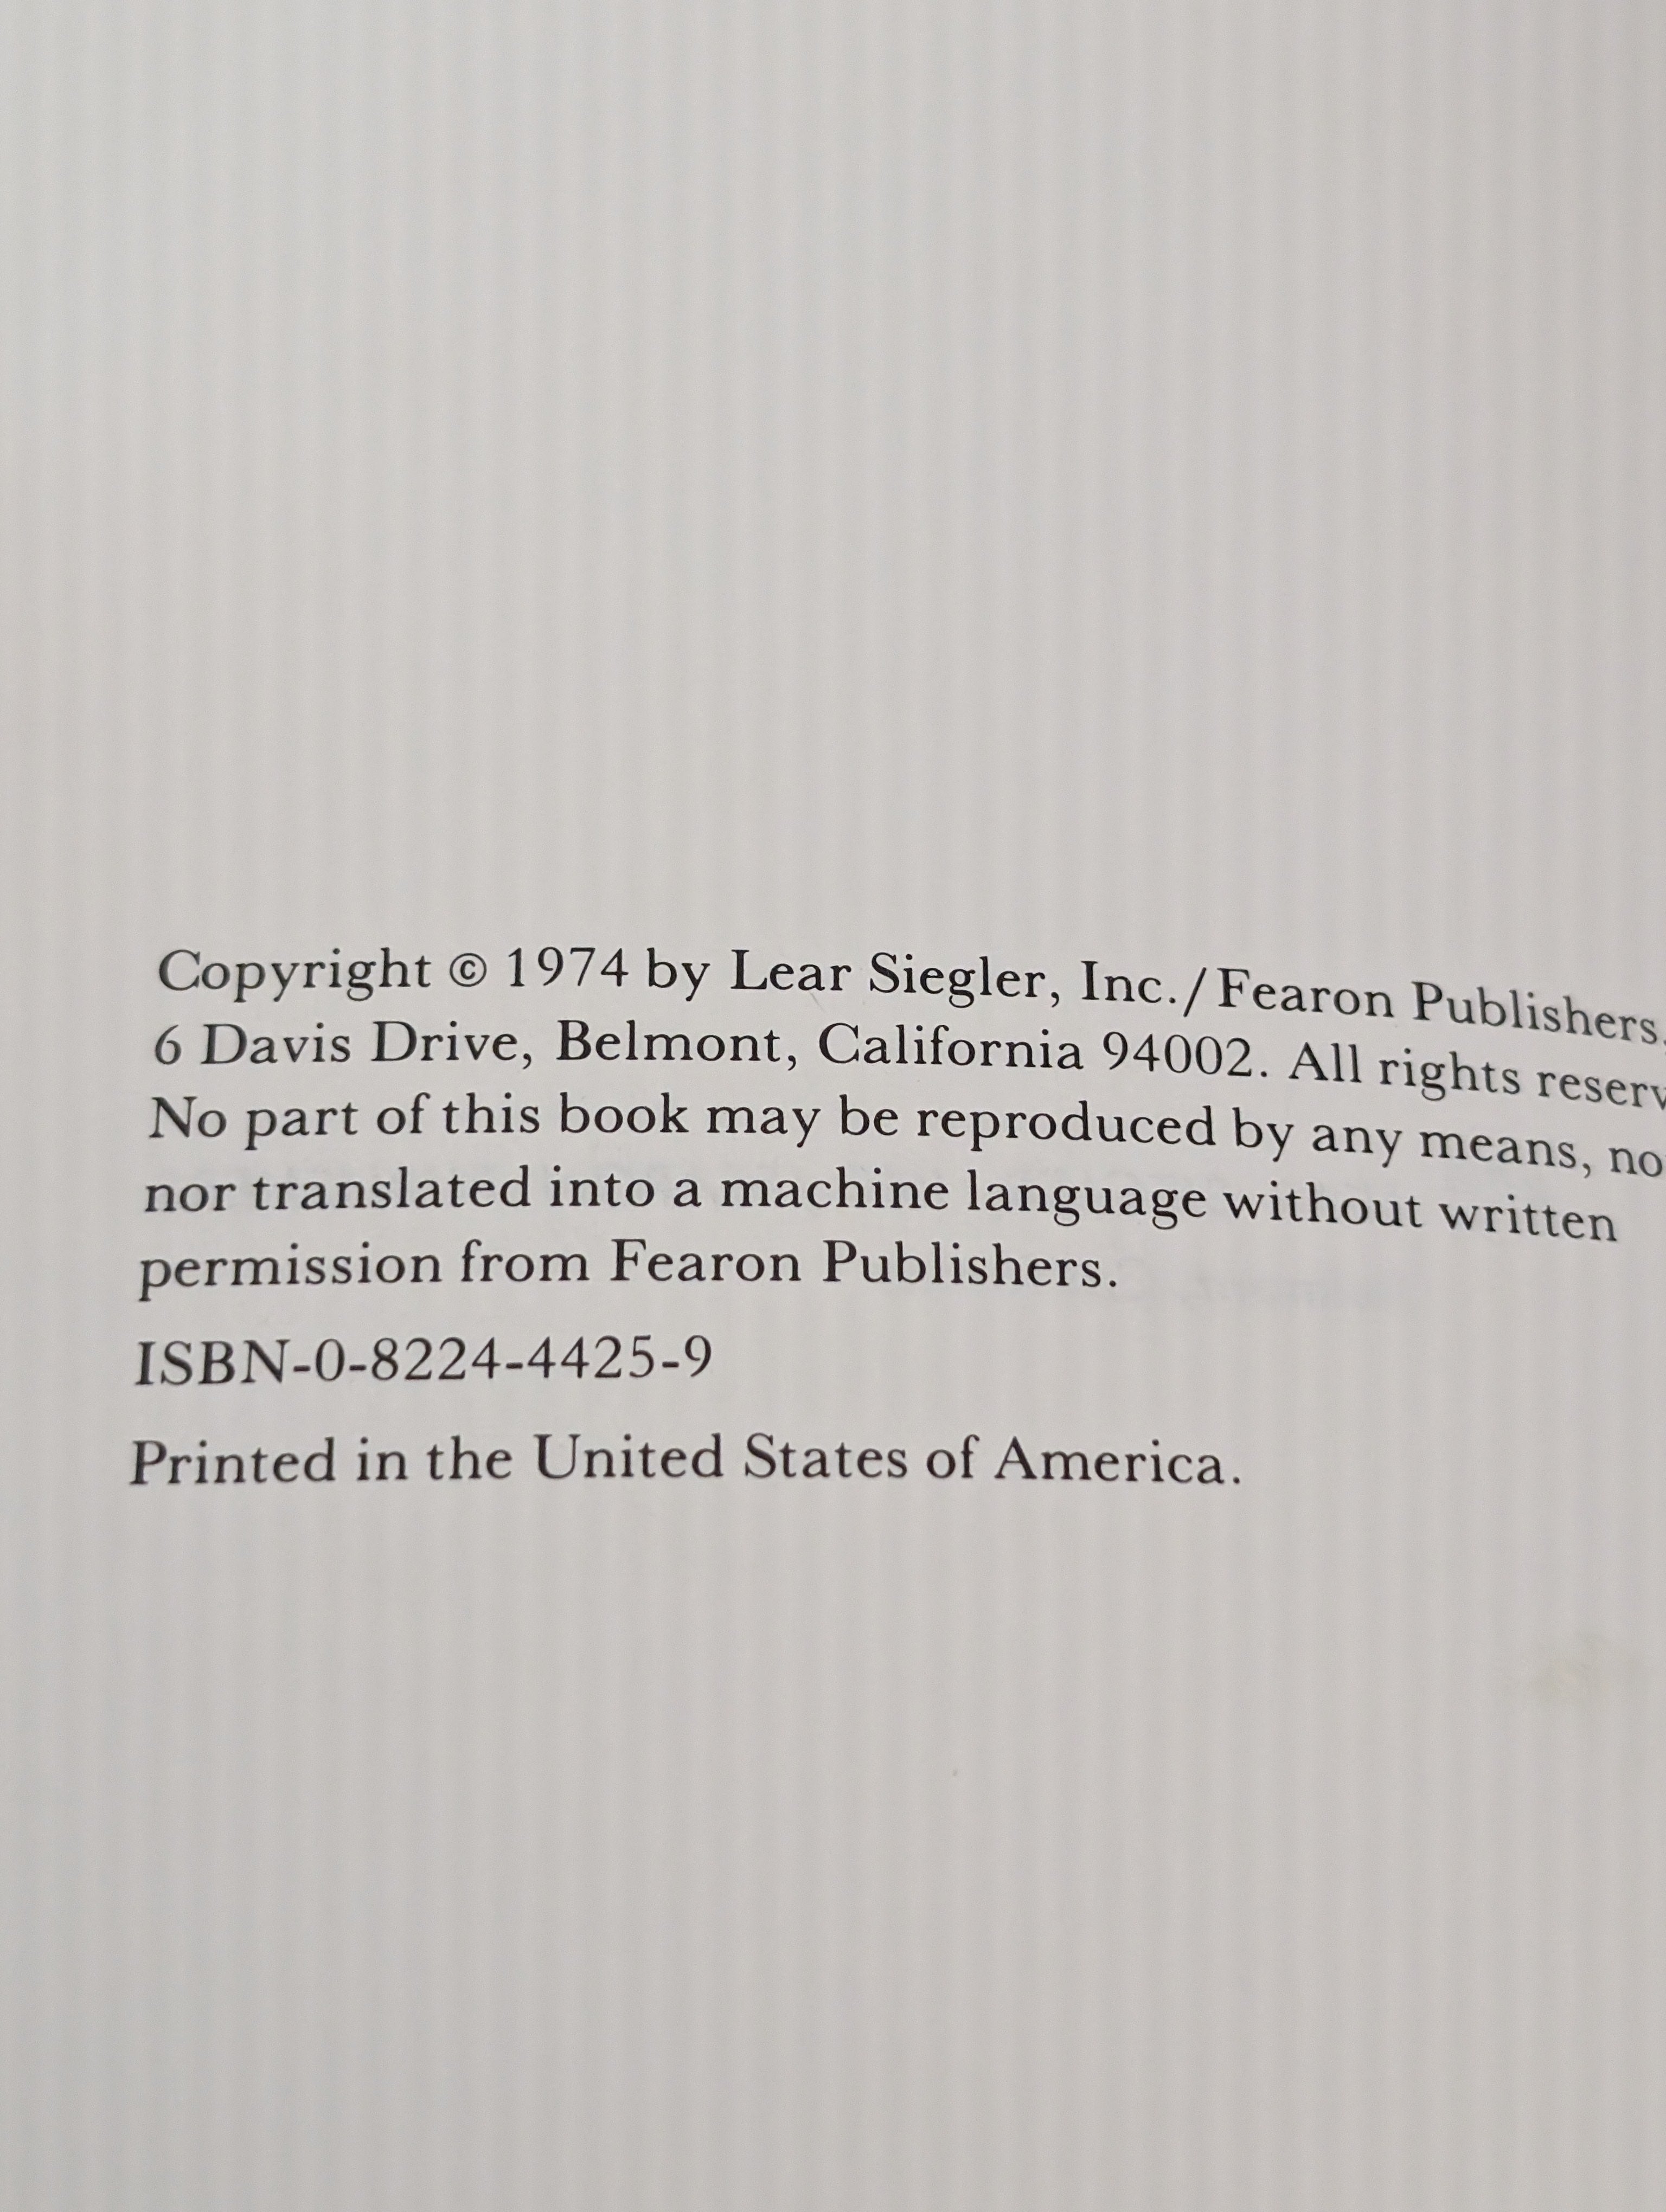 Copyright © 1974 by Lear Siegler, Inc./Fearon Publishers,
6 Davis Drive, Belmont, California 94002. All rights reserv
No part of this book may be reproduced by any means, no
nor translated into a machine language without written
permission from Fearon Publishers.
ISBN-0-8224-4425-9
Printed in the United States of America.